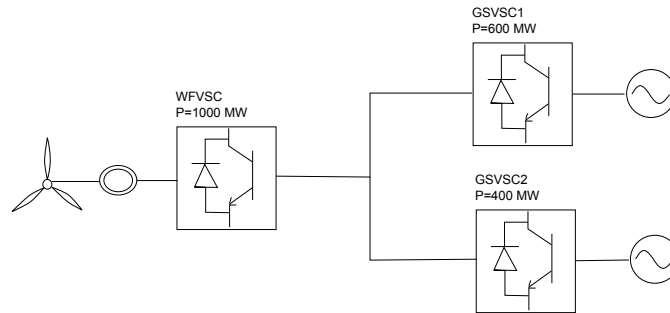 GSVSC1
P=600 MW
WFVSC
P=1000 MW
GSVSC2
P=400 MW